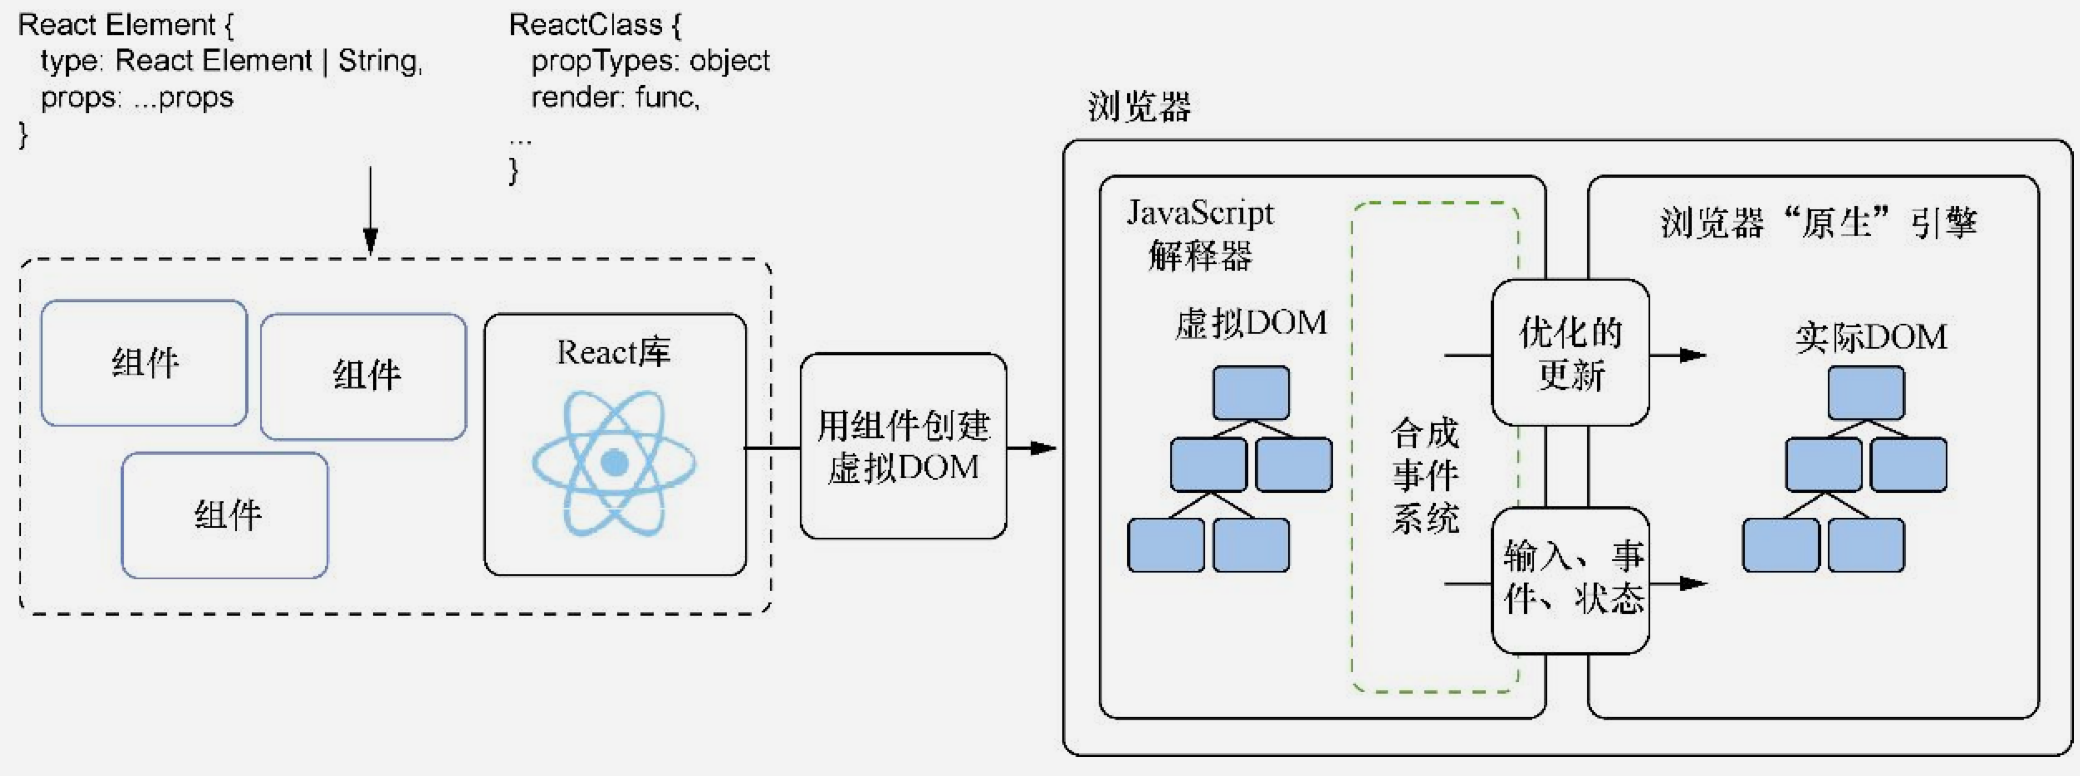 React Element {
type: React Element | String,
props: ...props
}
ReactClass {
propTypes: object
render: func,
...
}
组件
组件
组件
React库
用组件创建
虚拟DOM
浏览器
JavaScript
解释器
虚拟DOM
合成
事件
系统
优化的
更新
输入、事
件、状态
浏览器“原生”引擎
实际DOM